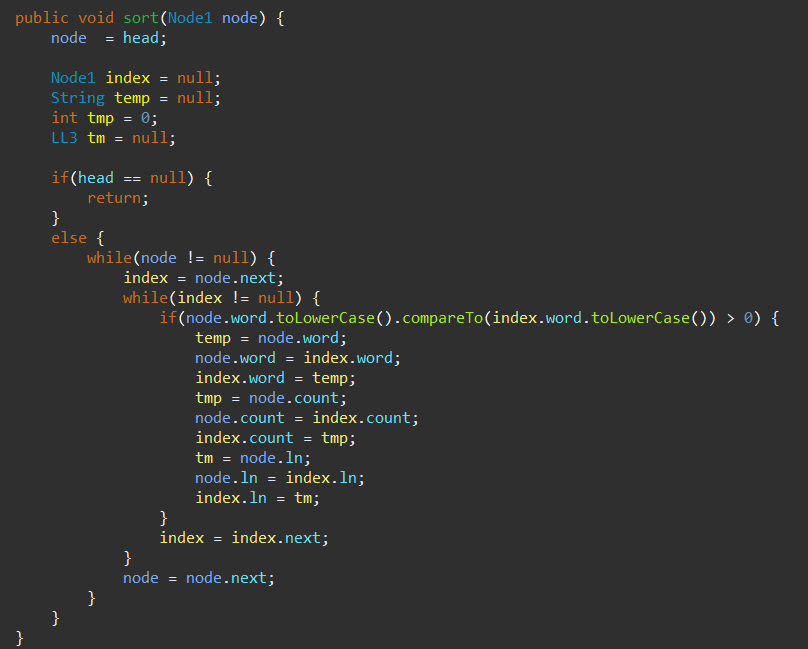 public void sort(Node1 node) {
    node  = head;

    Node1 index = null;
    String temp = null;
    int tmp = 0;
    LL3 tm = null;

    if(head == null) {
        return;
    }
    else {
        while(node != null) {
            index = node.next;
            while(index != null) {
                if(node.word.toLowerCase().compareTo(index.word.toLowerCase()) > 0) {
                    temp = node.word;
                    node.word = index.word;
                    index.word = temp;
                    tmp = node.count;
                    node.count = index.count;
                    index.count = tmp;
                    tm = node.ln;
                    node.ln = index.ln;
                    index.ln = tm;
                }
                index = index.next;
            }
            node = node.next;
        }
    }
}